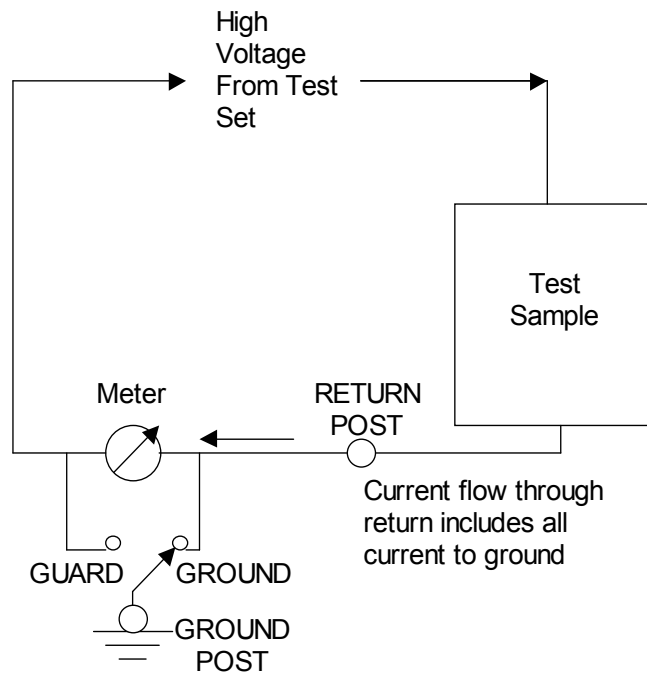 High
Voltage
From Test
Set
Test
Sample
Meter
RETURN
POST
Current flow through
return includes all
current to ground
GUARD
GROUND
GROUND
POST